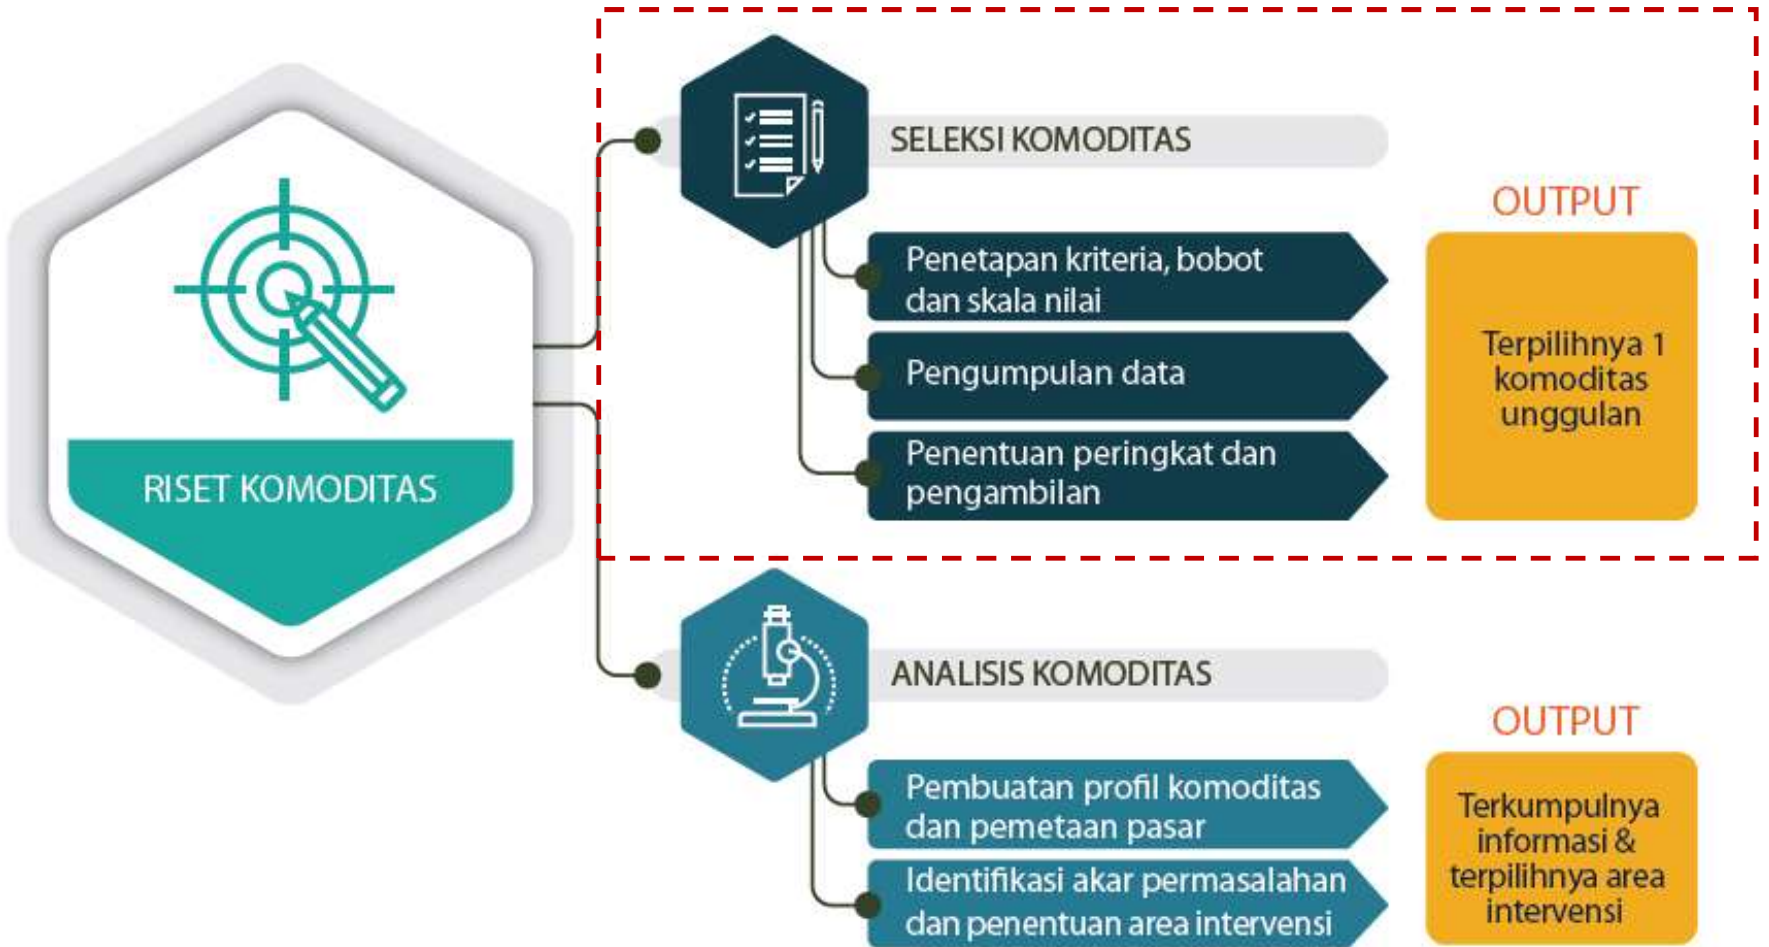 RISET KOMODITAS
SELEKSI KOMODITAS
Penetapan kriteria, bobot
dan skala nilai
Pengumpulan data
Penentuan peringkat dan
pengambilan
OUTPUT
Terpilihnya 1
komoditas
unggulan
ANALISIS KOMODITAS
Pembuatan profil komoditas
dan pemetaan pasar
Identifikasi akar permasalahan
dan penentuan area intervensi
OUTPUT
Terkumpulnya
informasi &
terpilihnya area
intervensi